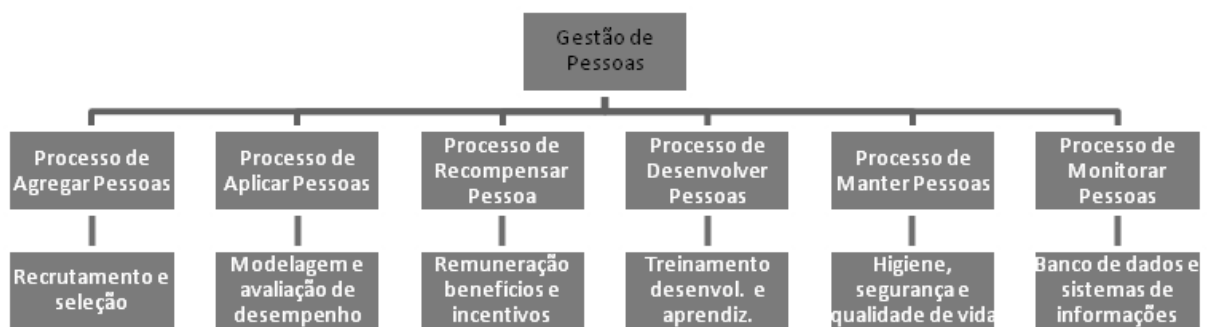 Gestão de
Pessoas
Processo de
Agregar Pessoas
Processo de
Aplicar Pessoas
Processo de
Recompensar
Pessoa
Processo de
Desenvolver
Pessoas
Processo de
Manter Pessoas
Processo de
Monitorar
Pessoas
Recrutamento e
seleção
Modelagem e
avaliação de
desempenho
Remuneração
benefícios e
incentivos
Treinamento
desenvol. e
aprendiz.
Higiene,
segurança e
qualidade de vida
Banco de dados e
sistemas de
informações